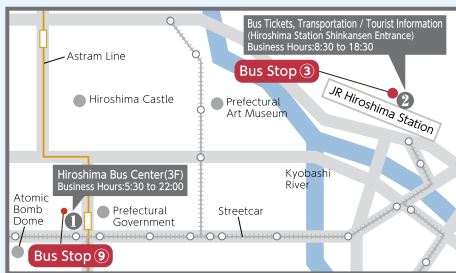 Bus Tickets, Transportation / Tourist Information
(Hiroshima Station Shinkansen Entrance)
Business Hours:8:30 to 18:30
Astram Line
Bus Stop ③
②
JR Hiroshima Station
Hiroshima Castle
Prefectural
Art Museum
Hiroshima Bus Center(3F)
Business Hours:5:30 to 22:00
Kyobashi
River
Atomic
Bomb
Dome
①
Prefectural
Government
Streetcar
Bus Stop ⑨